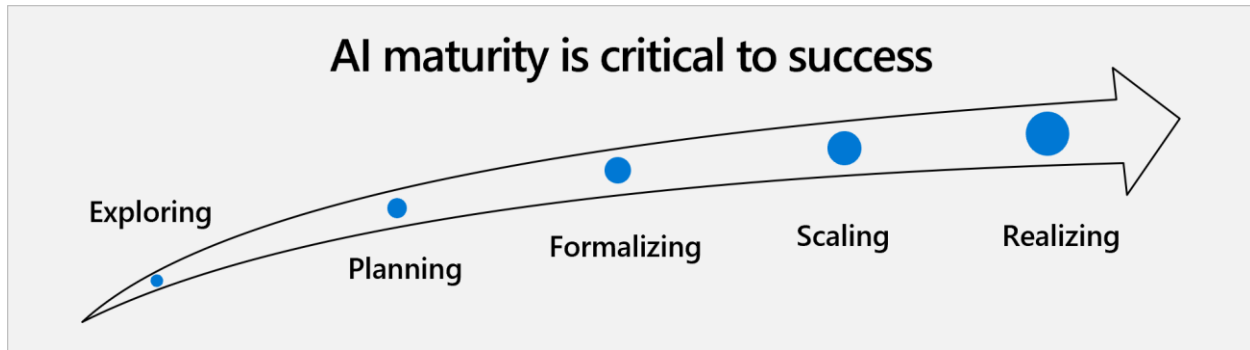 AI maturity is critical to success
Exploring
Planning
Formalizing
Scaling
Realizing